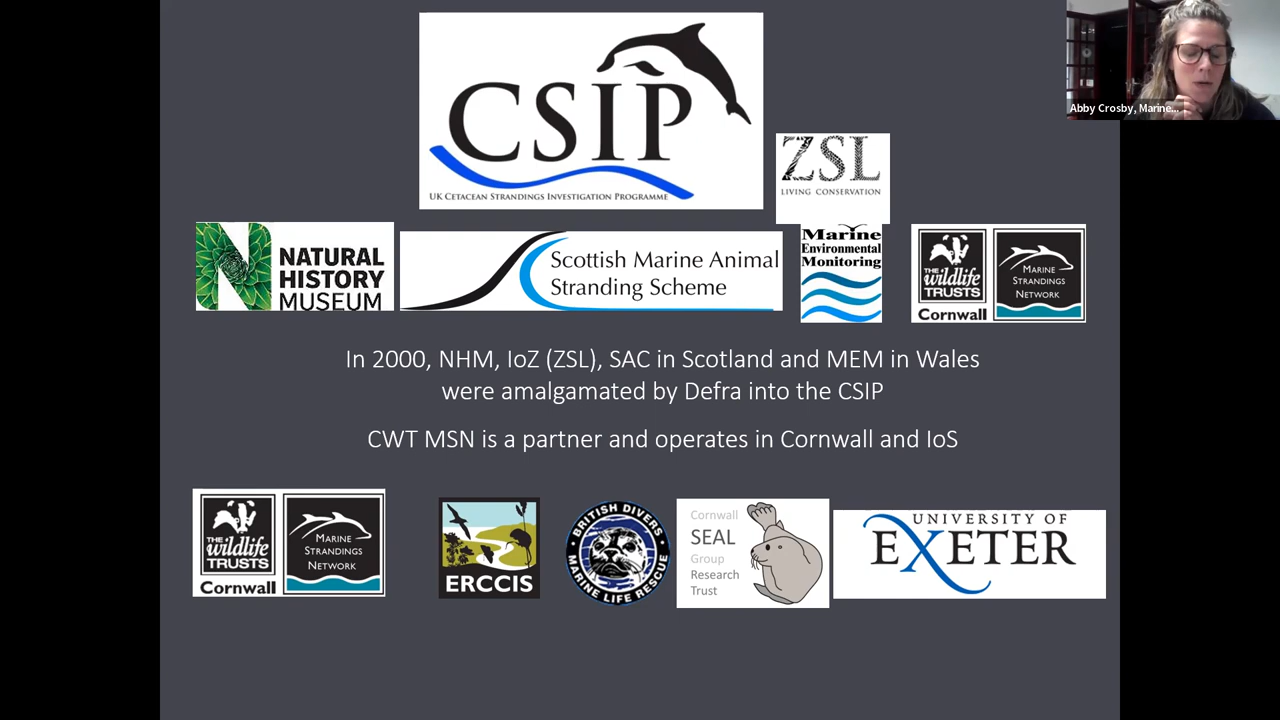 CSIP
UK CETACEAN STRANDINGS INVESTIGATION PROGRAMME
ZSL
LIVING CONSERVATION
NATURAL
HISTORY
MUSEUM
Scottish Marine Animal
Stranding Scheme
Marine
Environmental
Monitoring
THE
wildlife
TRUSTS
Cornwall
MARINE
STRANDINGS
NETWORK
In 2000, NHM, IoZ (ZSL), SAC in Scotland and MEM in Wales
were amalgamated by Defra into the CSIP
CWT MSN is a partner and operates in Cornwall and IoS
THE
wildlife
TRUSTS
Cornwall
MARINE
STRANDINGS
NETWORK
ERCCIS
BRITISH DIVERS
MARINE LIFE RESCUE
Cornwall
SEAL
Group
Research
Trust
UNIVERSITY OF
EXETER
Abby Crosby, Marine...